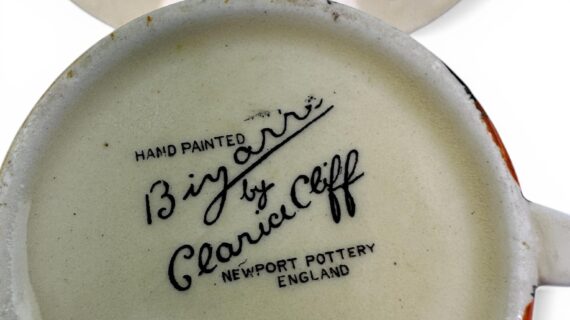 HAND PAINTED
Bizarre
by
Clarice Cliff
NEWPORT POTTERY
ENGLAND